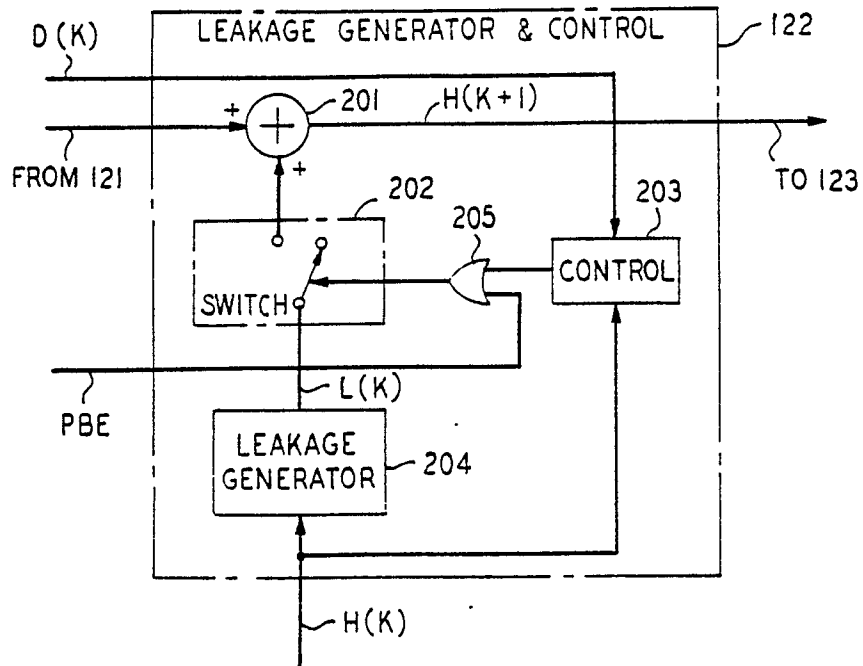 D(K)
LEAKAGE GENERATOR & CONTROL
122
+
201
H(K+1)
FROM 121
+
TO 123
202
205
203
CONTROL
SWITCH
L(K)
PBE
LEAKAGE
GENERATOR
204
H(K)